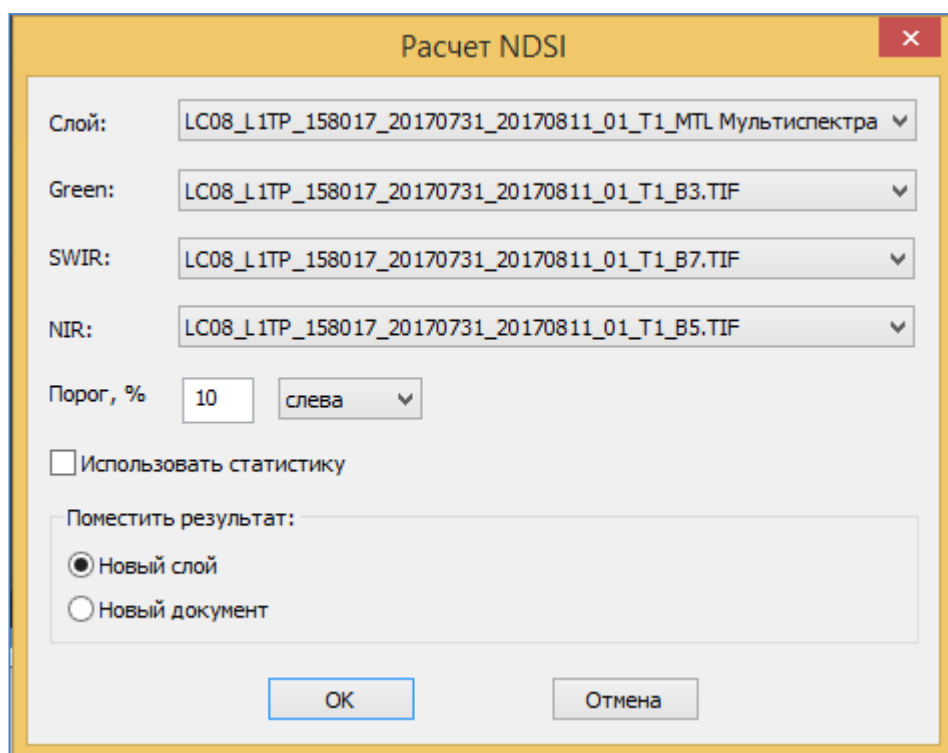 Расчет NDSI
Слой: LC08_L1TP_158017_20170731_20170811_01_T1_MTL Мультиспектра
Green: LC08_L1TP_158017_20170731_20170811_01_T1_B3.TIF
SWIR: LC08_L1TP_158017_20170731_20170811_01_T1_B7.TIF
NIR: LC08_L1TP_158017_20170731_20170811_01_T1_B5.TIF
Порог, % 10 слева
Использовать статистику
Поместить результат:
Новый слой
Новый документ
ОК Отмена